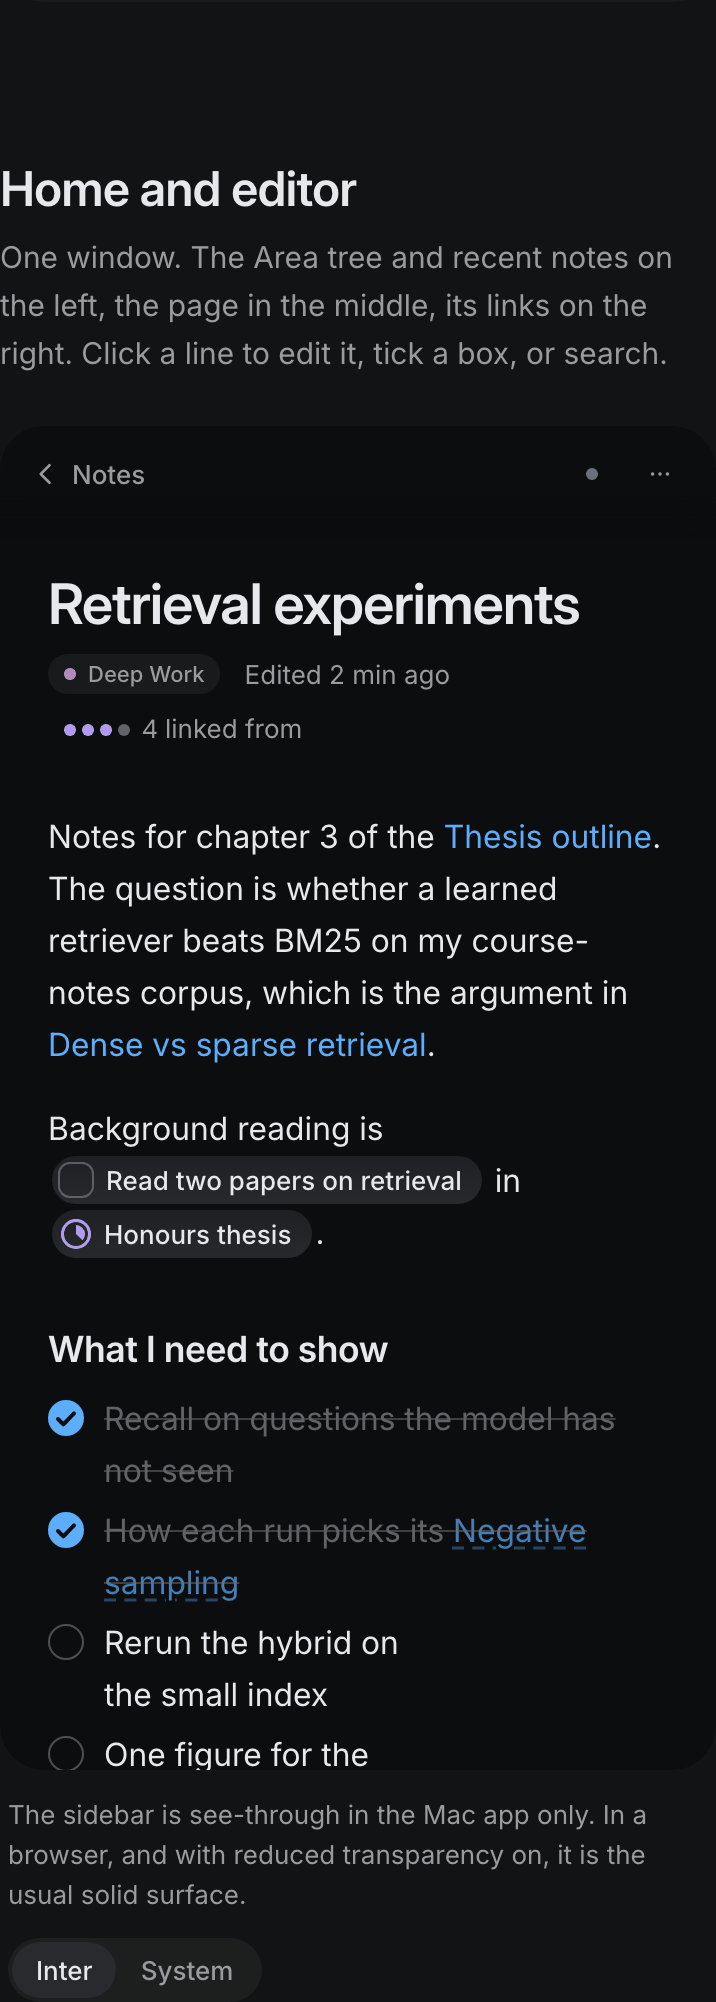 Home and editor
One window. The Area tree and recent notes on
the left, the page in the middle, its links on the
right. Click a line to edit it, tick a box, or search.
Notes
Retrieval experiments
Deep Work Edited 2 min ago
4 linked from
Notes for chapter 3 of the Thesis outline.
The question is whether a learned
retriever beats BM25 on my course-
notes corpus, which is the argument in
Dense vs sparse retrieval.
Background reading is
Read two papers on retrieval in
Honours thesis .
What I need to show
Recall on questions the model has
not seen
How each run picks its Negative
sampling
Rerun the hybrid on
the small index
One figure for the
The sidebar is see-through in the Mac app only. In a
browser, and with reduced transparency on, it is the
usual solid surface.
Inter System